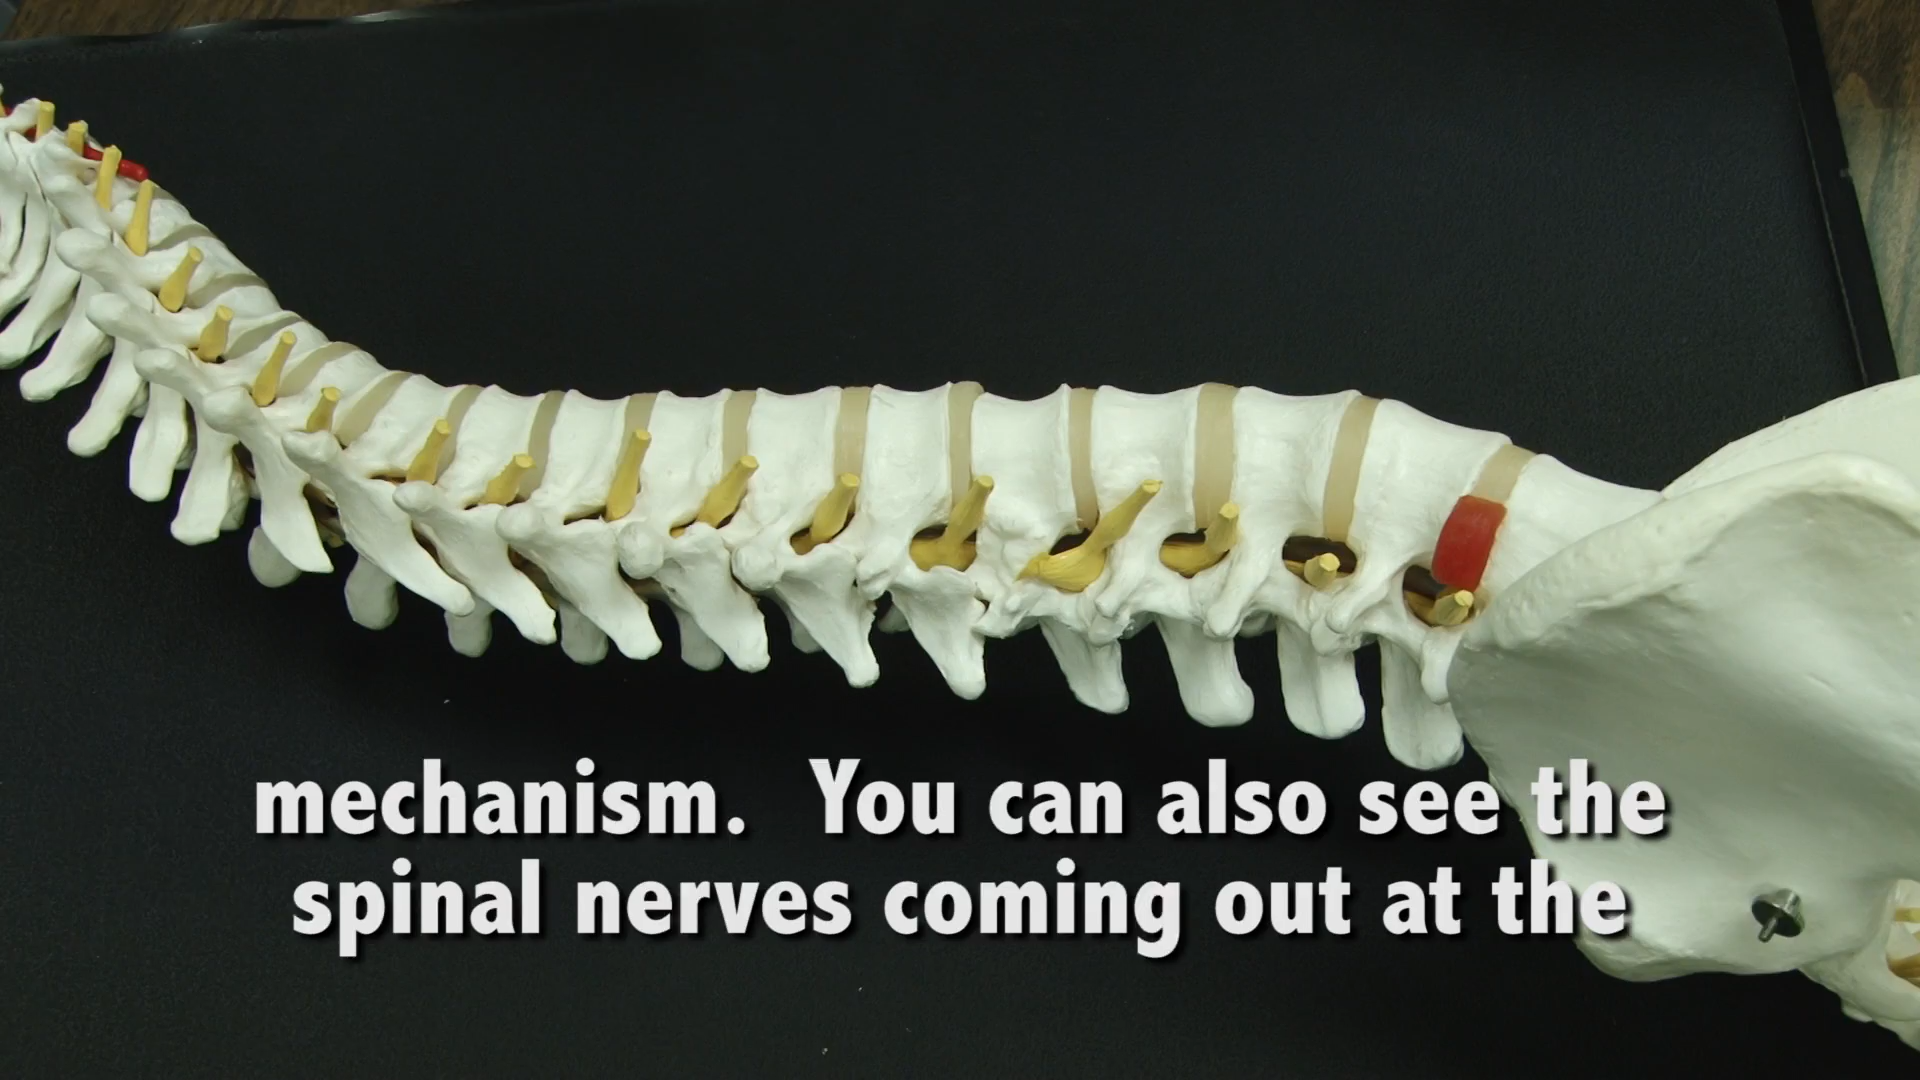 mechanism.  You can also see the
spinal nerves coming out at the